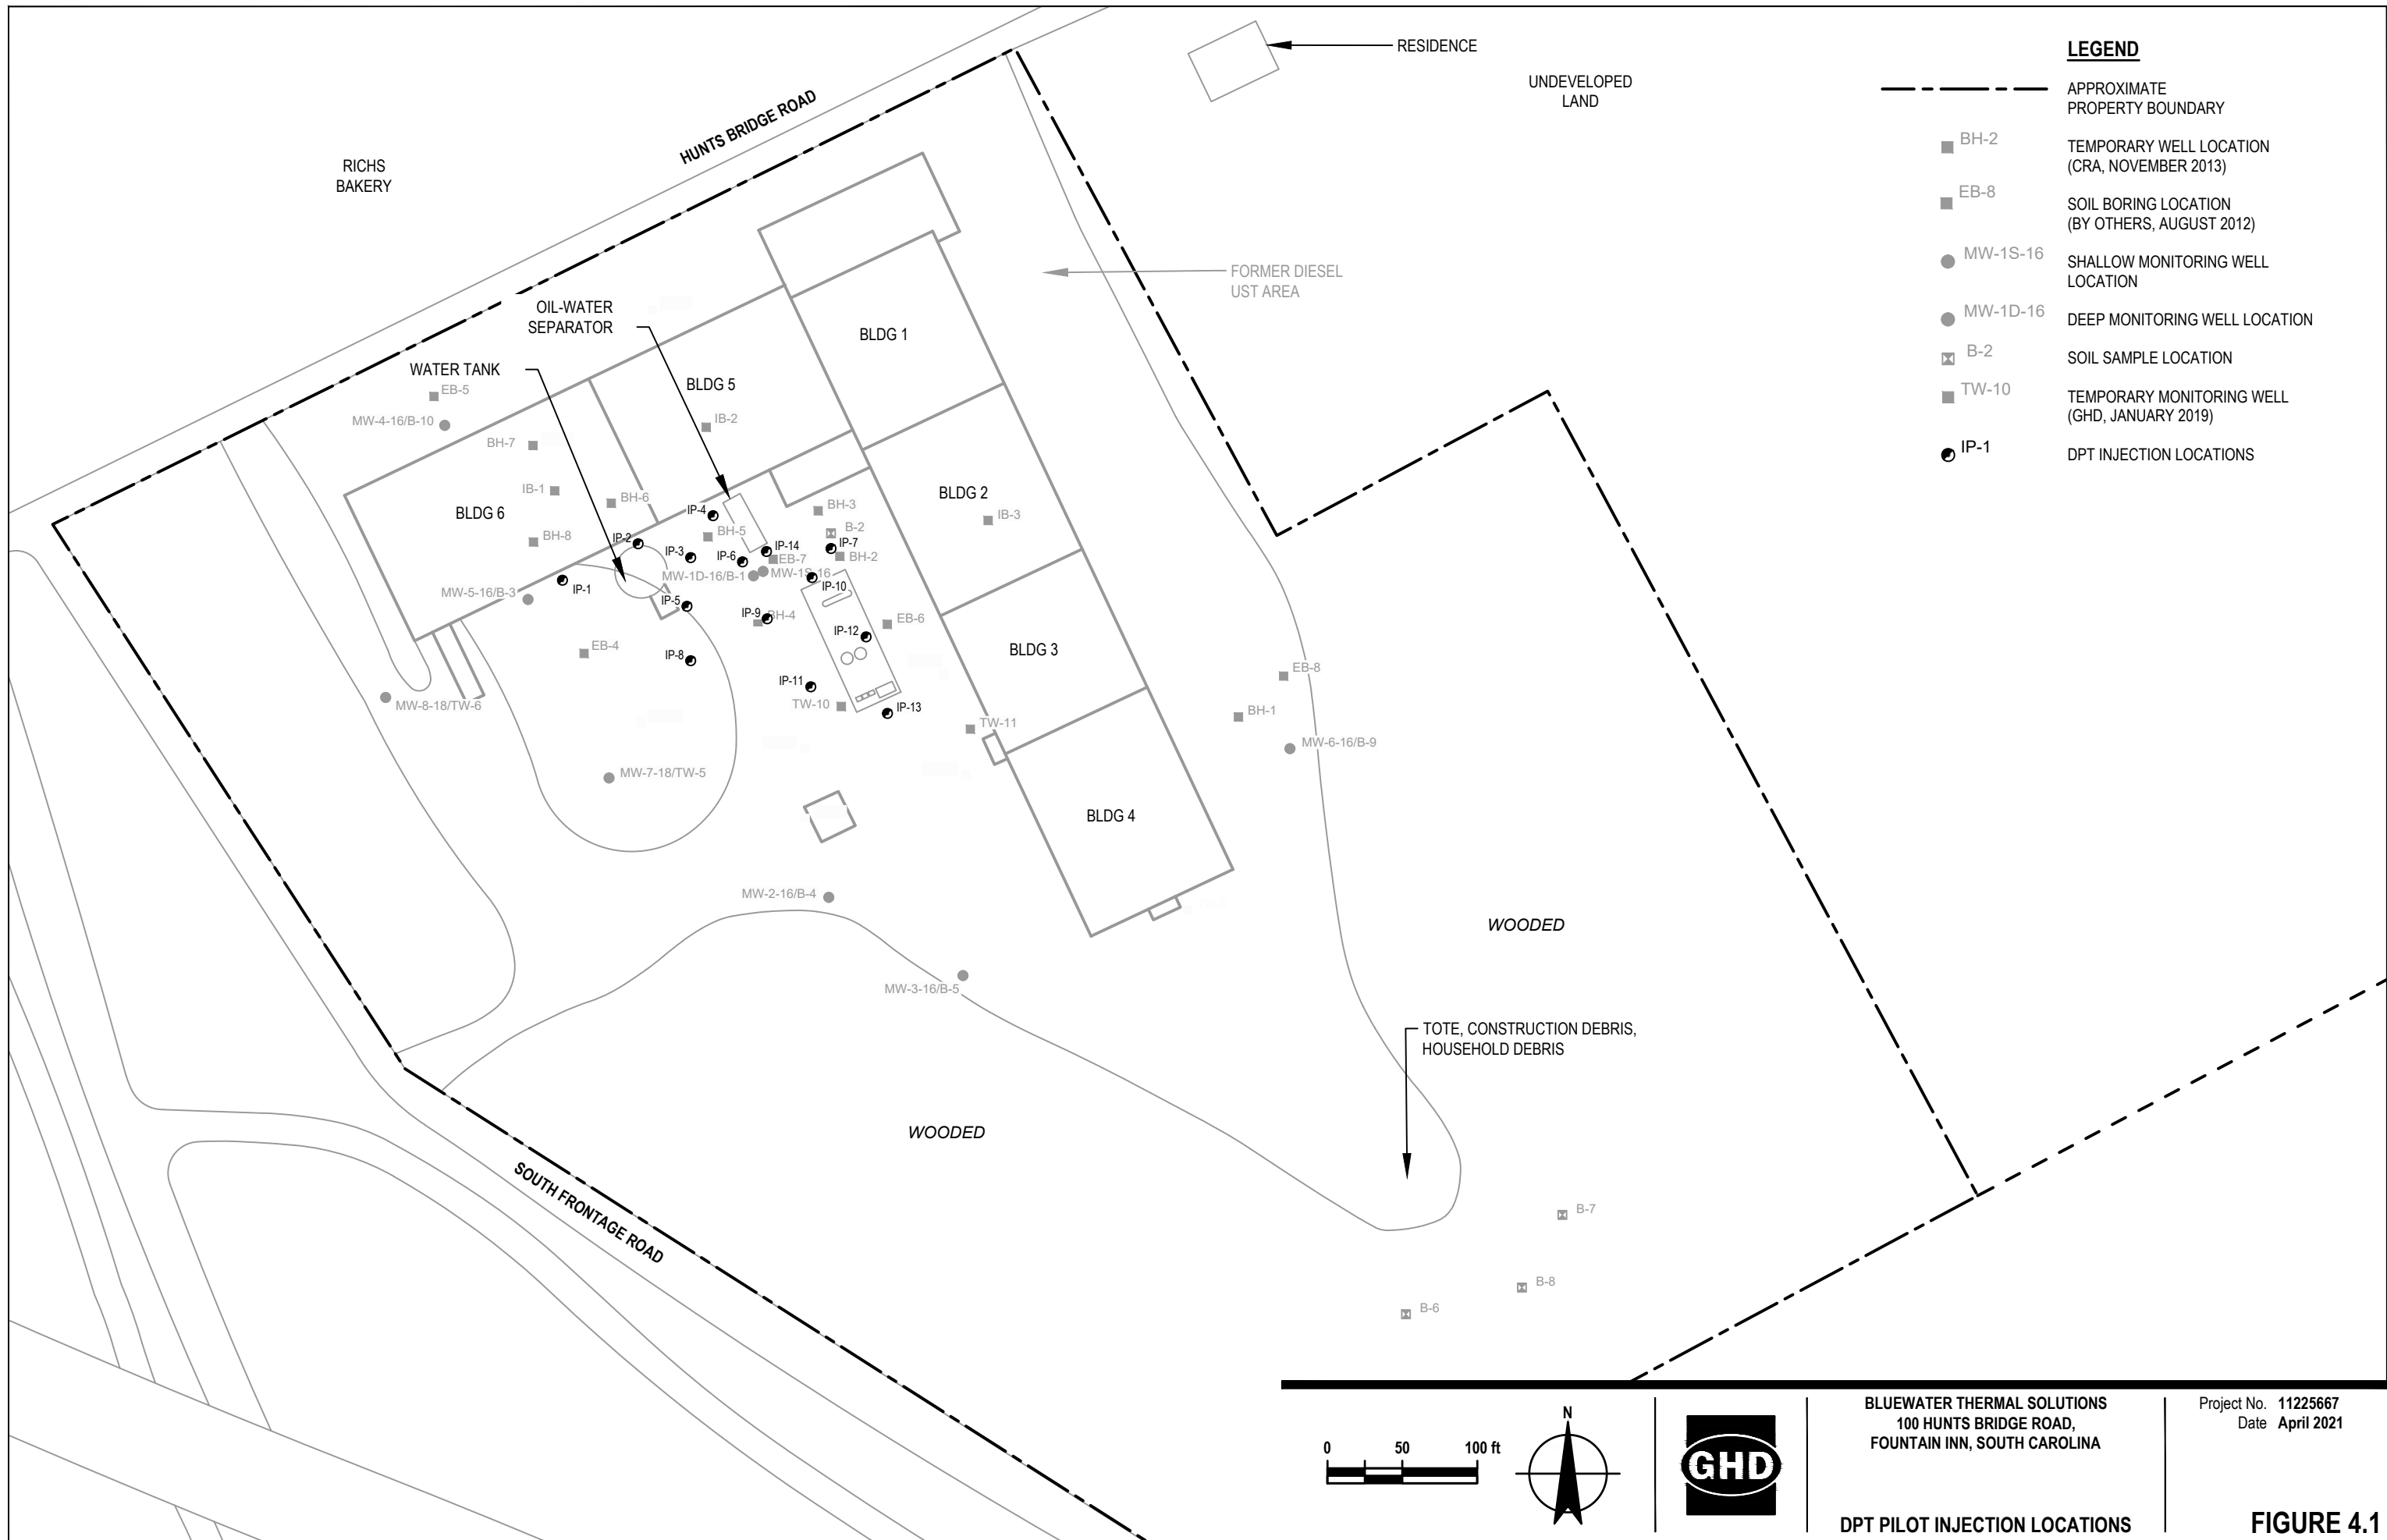 RESIDENCE
UNDEVELOPED
LAND
HUNTS BRIDGE ROAD
RICHS
BAKERY
FORMER DIESEL
UST AREA
OIL-WATER
SEPARATOR
WATER TANK
BLDG 1
BLDG 5
BLDG 2
BLDG 6
BLDG 3
BLDG 4
EB-5
MW-4-16/B-10
BH-7
IB-2
IB-1
BH-6
BH-8
IP-4
BH-5
BH-3
B-2
IB-3
IP-2
IP-3
IP-6
IP-14
IP-7
EB-7
BH-2
MW-1D-16/B-1
MW-1S-16
IP-10
IP-1
MW-5-16/B-3
IP-5
IP-9
BH-4
EB-6
IP-12
EB-4
IP-8
IP-11
TW-10
IP-13
TW-11
MW-8-18/TW-6
MW-7-18/TW-5
EB-8
BH-1
MW-6-16/B-9
MW-2-16/B-4
MW-3-16/B-5
WOODED
TOTE, CONSTRUCTION DEBRIS,
HOUSEHOLD DEBRIS
WOODED
SOUTH FRONTAGE ROAD
B-7
B-8
B-6
LEGEND
APPROXIMATE
PROPERTY BOUNDARY
BH-2
TEMPORARY WELL LOCATION
(CRA, NOVEMBER 2013)
EB-8
SOIL BORING LOCATION
(BY OTHERS, AUGUST 2012)
MW-1S-16
SHALLOW MONITORING WELL
LOCATION
MW-1D-16
DEEP MONITORING WELL LOCATION
B-2
SOIL SAMPLE LOCATION
TW-10
TEMPORARY MONITORING WELL
(GHD, JANUARY 2019)
IP-1
DPT INJECTION LOCATIONS
0 50 100 ft
N
GHD
BLUEWATER THERMAL SOLUTIONS
100 HUNTS BRIDGE ROAD,
FOUNTAIN INN, SOUTH CAROLINA
DPT PILOT INJECTION LOCATIONS
Project No. 11225667
Date April 2021
FIGURE 4.1